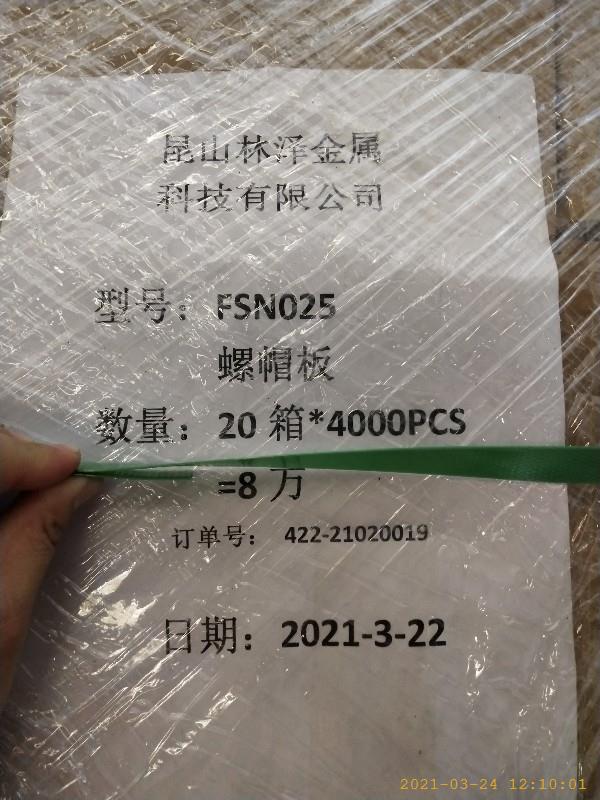 昆山林泽金属
科技有限公司
型号：FSN025
螺帽板
数量：20 箱*4000PCS
=8 万
订单号： 422-21020019
日期：2021-3-22
2021-03-24 12:10:01